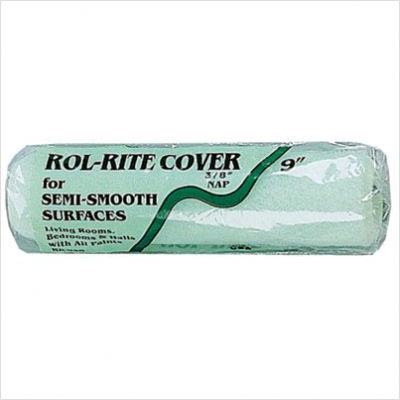 ROL-RITE COVER
3/8" NAP
9"
for
SEMI-SMOOTH
SURFACES
Living Rooms,
Bedrooms & Halls
with All Paints